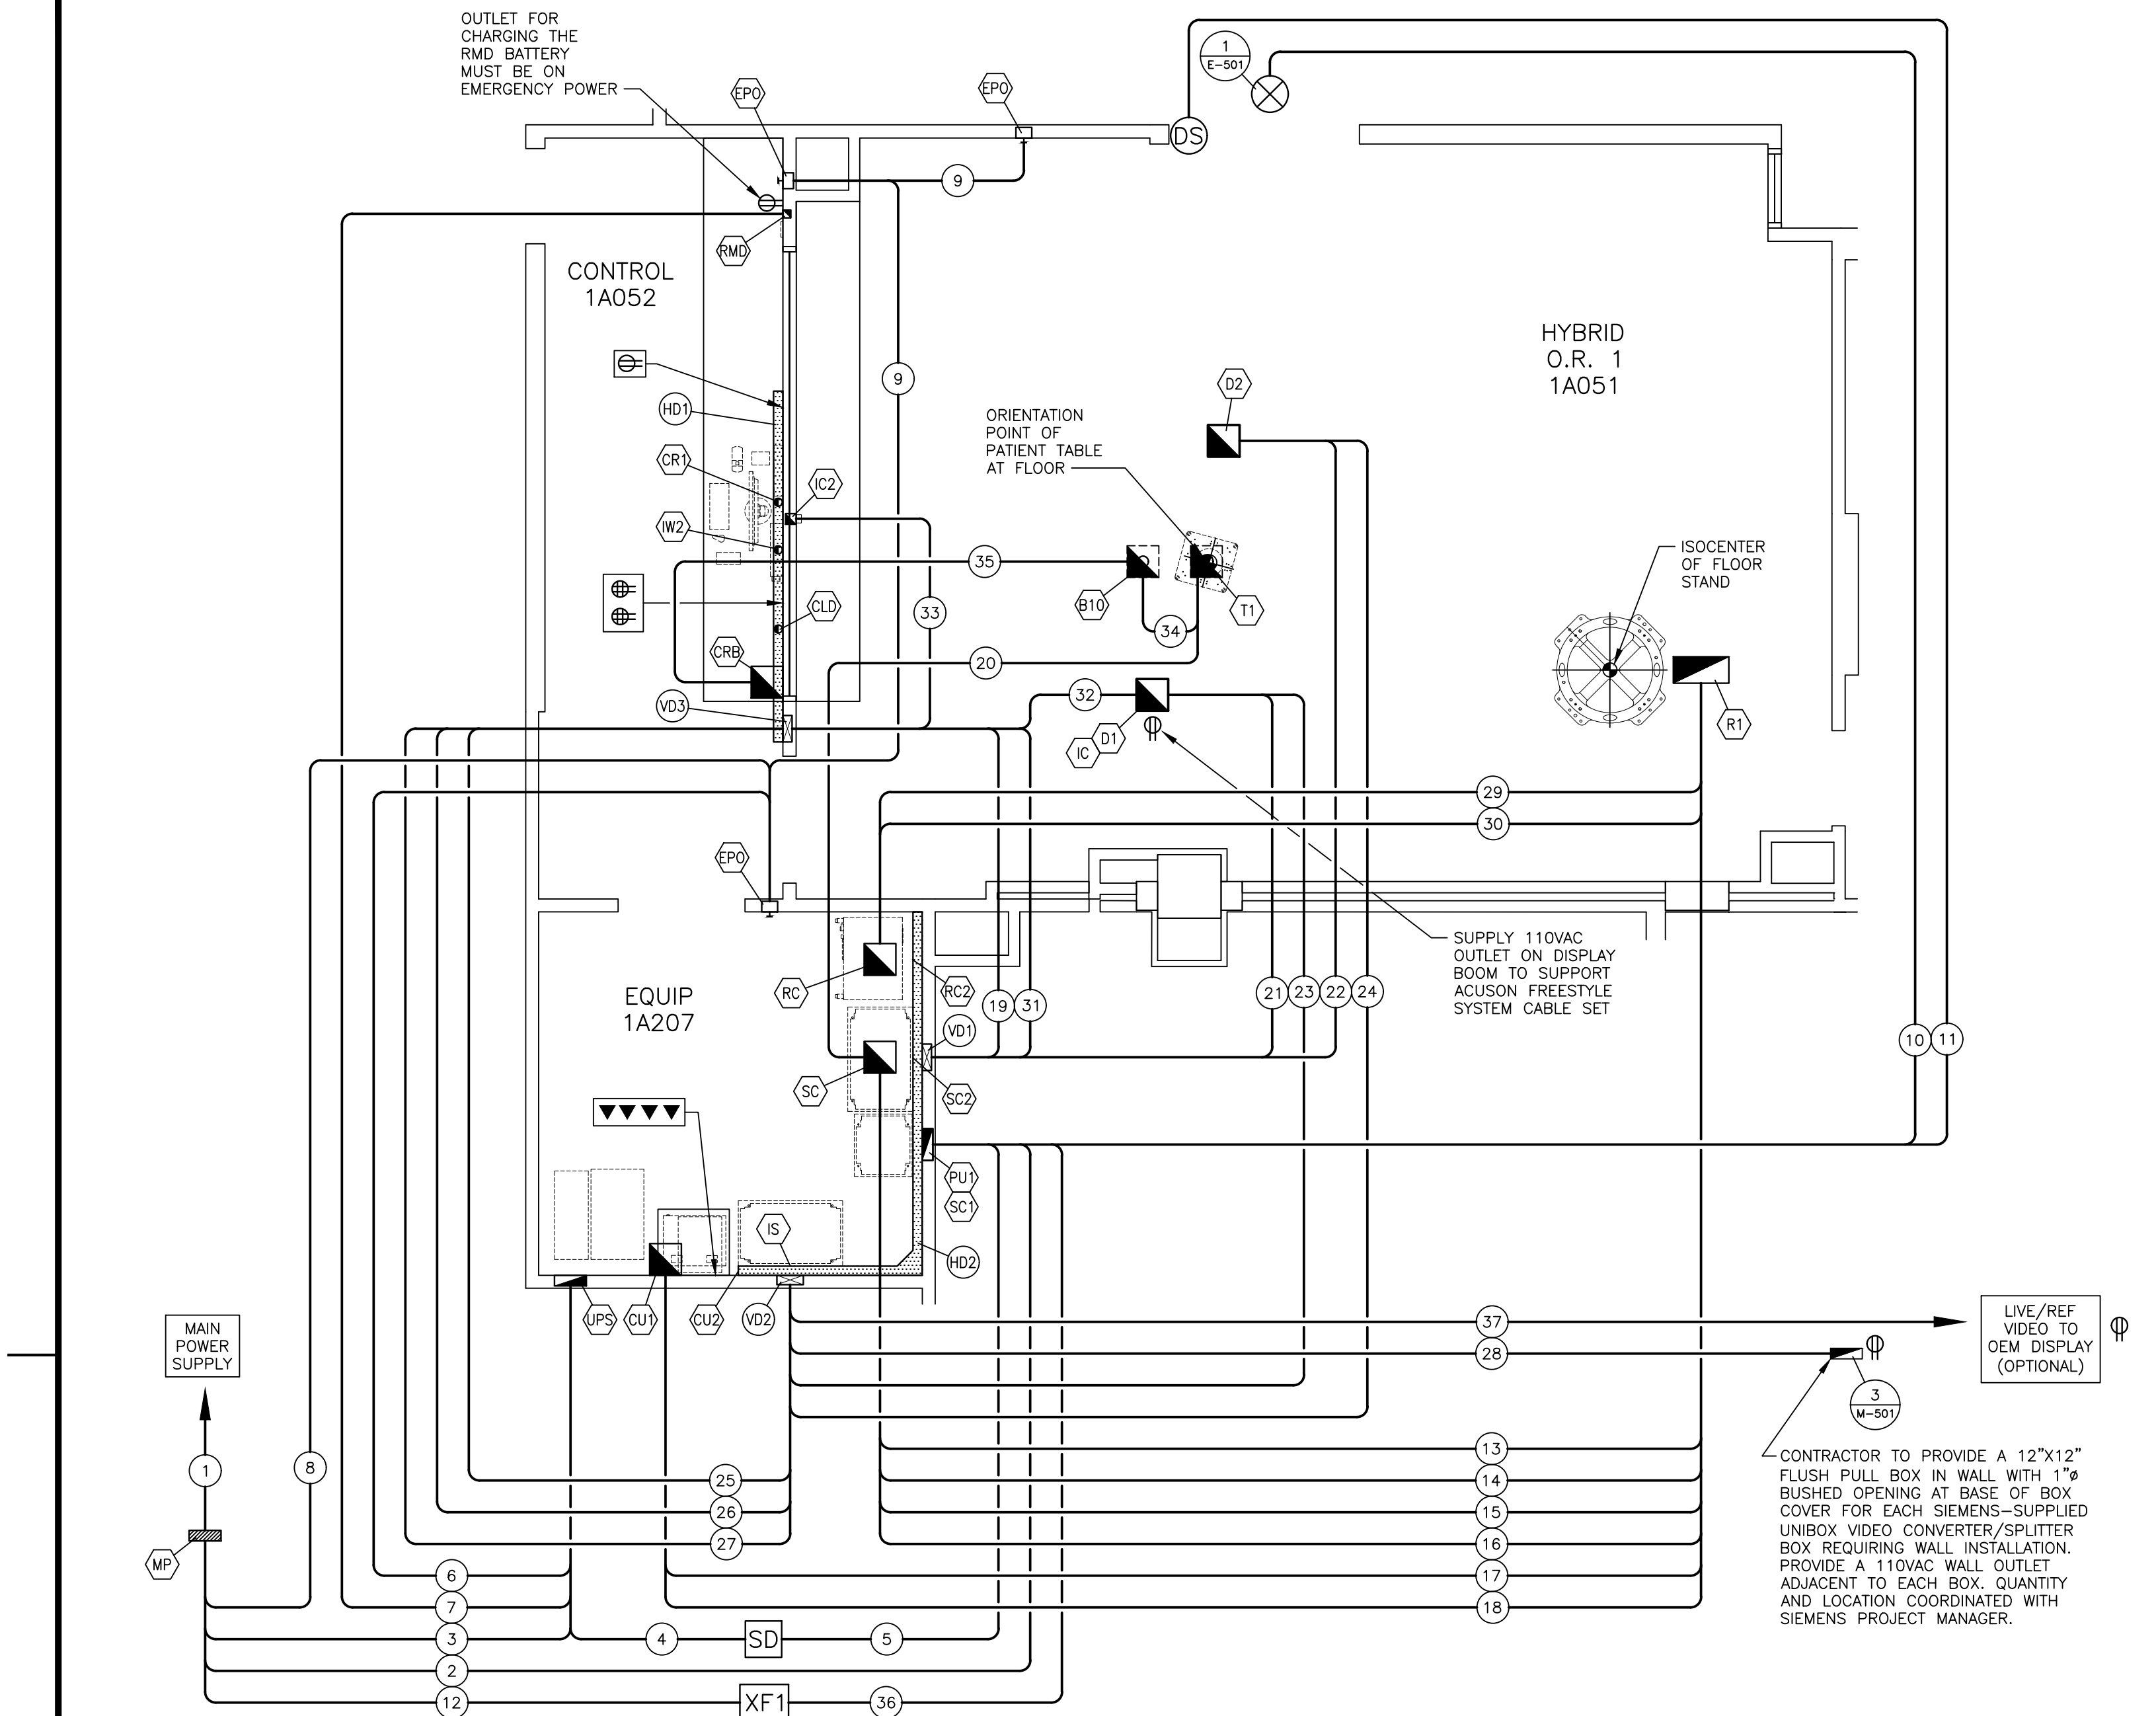 OUTLET FOR
CHARGING THE
RMD BATTERY
MUST BE ON
EMERGENCY POWER
1
E-501
EPO
EPO
DS
9
RMD
CONTROL
1A052
HYBRID
O.R. 1
1A051
9
D2
HD1
ORIENTATION
POINT OF
PATIENT TABLE
AT FLOOR
CR1
IC2
IW2
35
ISOCENTER
OF FLOOR
STAND
B10
T1
CLD
33
34
CRB
20
32
VD3
D1
IC
R1
29
30
EPO
SUPPLY 110VAC
OUTLET ON DISPLAY
BOOM TO SUPPORT
ACUSON FREESTYLE
SYSTEM CABLE SET
RC
RC2
EQUIP
1A207
19
31
21
23
22
24
VD1
10
11
SC
SC2
PU1
SC1
IS
HD2
UPS
CU1
CU2
VD2
37
28
LIVE/REF
VIDEO TO
OEM DISPLAY
(OPTIONAL)
MAIN
POWER
SUPPLY
3
M-501
13
14
15
16
17
18
CONTRACTOR TO PROVIDE A 12"X12"
FLUSH PULL BOX IN WALL WITH 1"ø
BUSHED OPENING AT BASE OF BOX
COVER FOR EACH SIEMENS-SUPPLIED
UNIBOX VIDEO CONVERTER/SPLITTER
BOX REQUIRING WALL INSTALLATION.
PROVIDE A 110VAC WALL OUTLET
ADJACENT TO EACH BOX. QUANTITY
AND LOCATION COORDINATED WITH
SIEMENS PROJECT MANAGER.
1
8
25
26
27
MP
6
7
3
4
SD
5
2
12
XF1
36